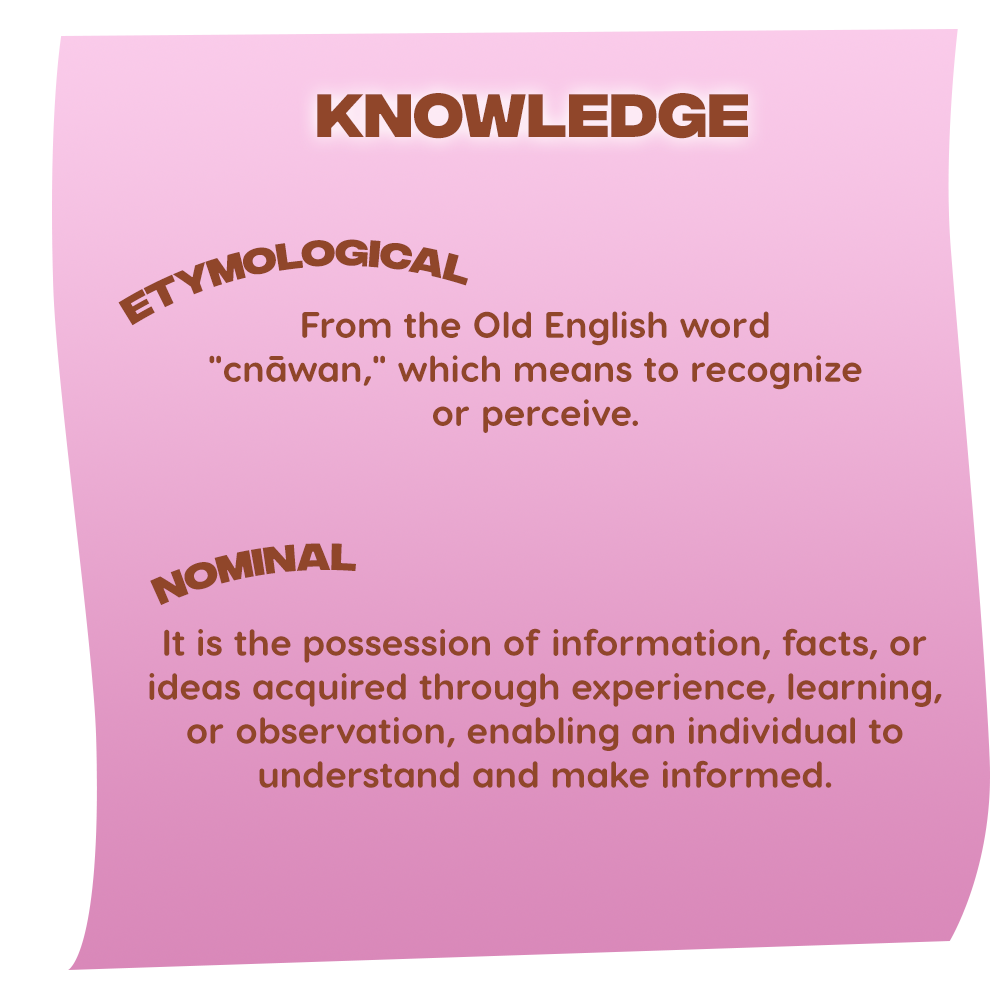 KNOWLEDGE
ETYMOLOGICAL
From the Old English word
"cnāwan," which means to recognize
or perceive.
NOMINAL
It is the possession of information, facts, or
ideas acquired through experience, learning,
or observation, enabling an individual to
understand and make informed.